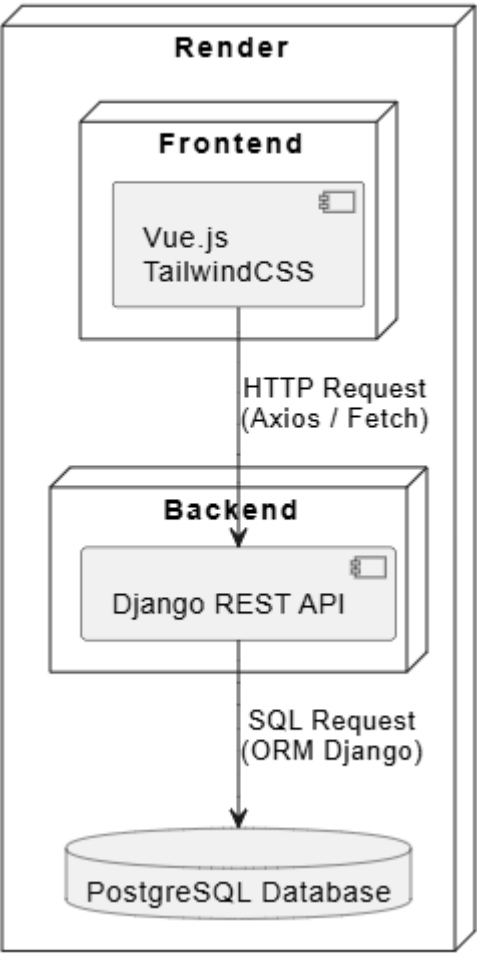 Render
Frontend
Vue.js
TailwindCSS
HTTP Request
(Axios / Fetch)
Backend
Django REST API
SQL Request
(ORM Django)
PostgreSQL Database